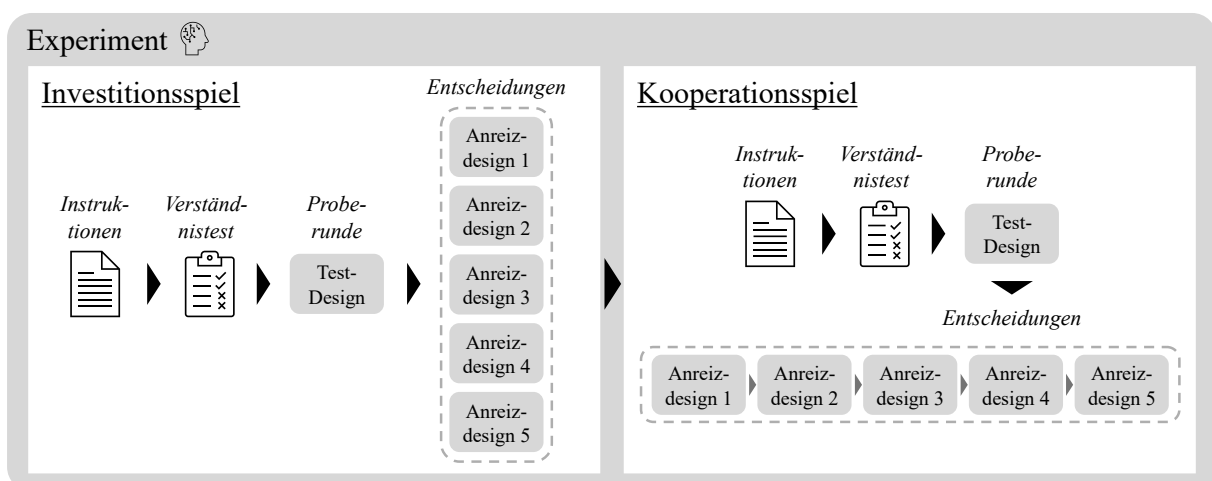 Experiment
Investitionsspiel
Instruk-
tionen
Verständ-
nistest
Probe-
runde
Test-
Design
Entscheidungen
Anreiz-
design 1
Anreiz-
design 2
Anreiz-
design 3
Anreiz-
design 4
Anreiz-
design 5
Kooperationsspiel
Instruk-
tionen
Verständ-
nistest
Probe-
runde
Test-
Design
Entscheidungen
Anreiz-
design 1
Anreiz-
design 2
Anreiz-
design 3
Anreiz-
design 4
Anreiz-
design 5